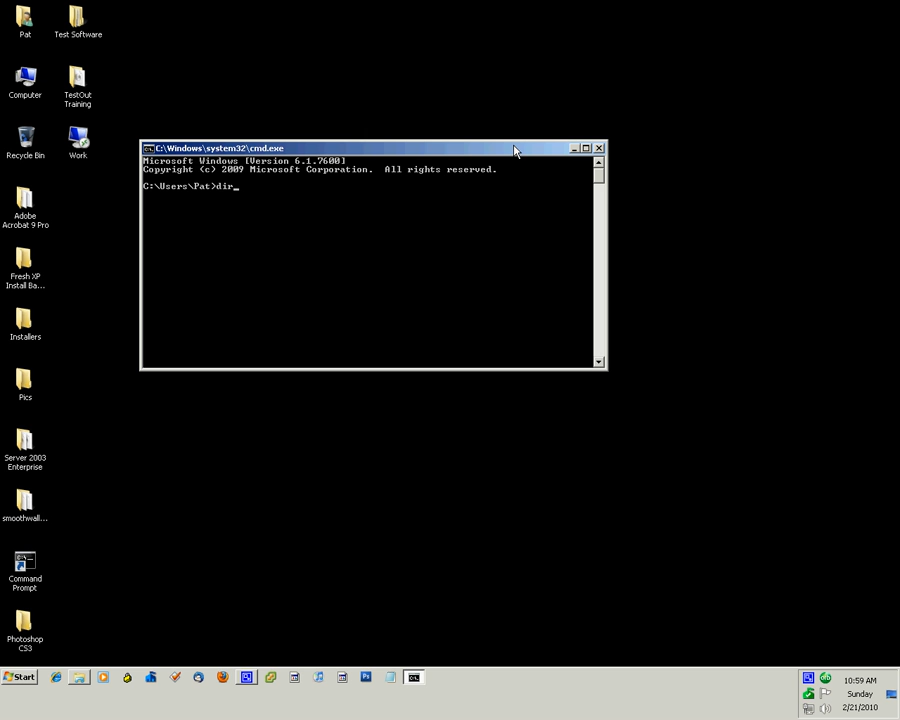 Pat
Test Software
Computer
TestOut
Training
Recycle Bin
Work
Adobe
Acrobat 9 Pro
Fresh XP
Install Ba...
Installers
Pics
Server 2003
Enterprise
smoothwall...
Command
Prompt
Photoshop
CS3
C:\Windows\system32\cmd.exe
Microsoft Windows [Version 6.1.7600]
Copyright (c) 2009 Microsoft Corporation.  All rights reserved.
C:\Users\Pat>dir_
Start
Ps
10:59 AM
Sunday
2/21/2010